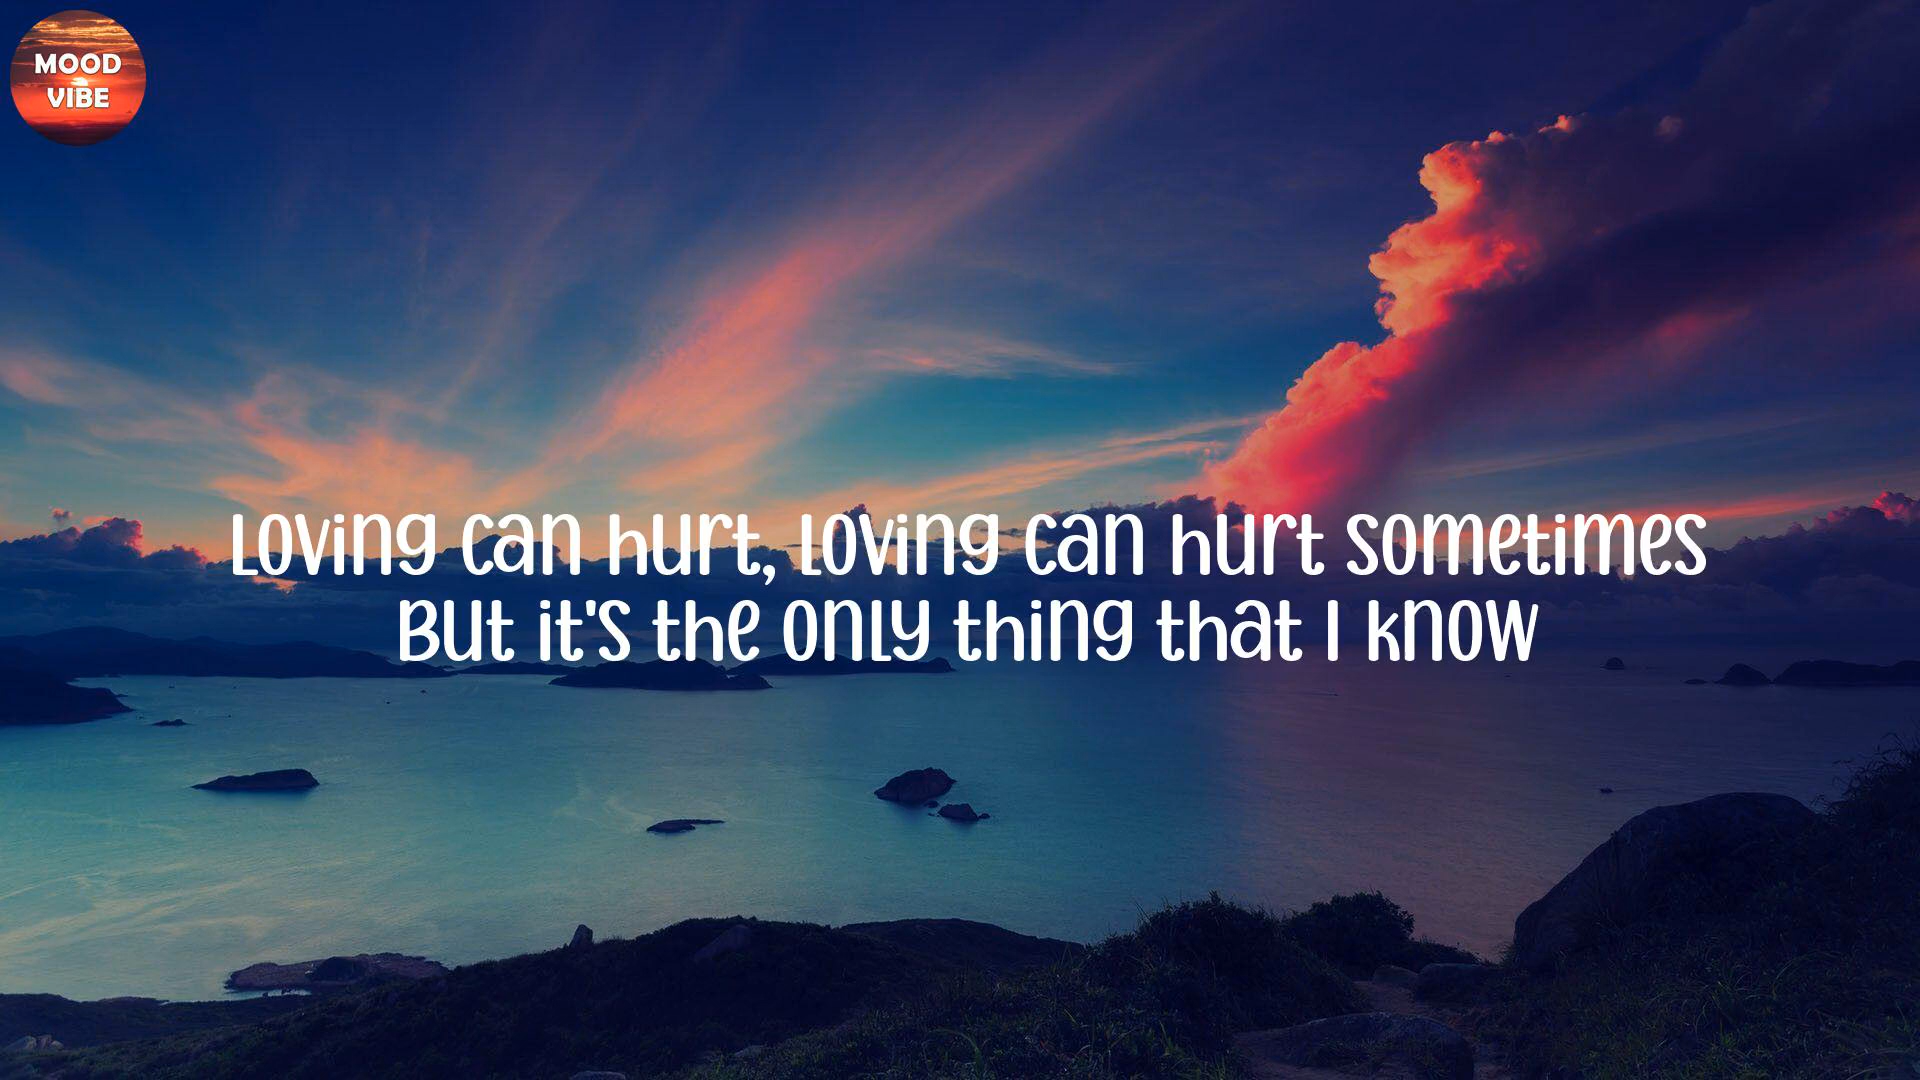 MOOD
VIBE
Loving can hurt, Loving can hurt sometimes
But it's the only thing that I know